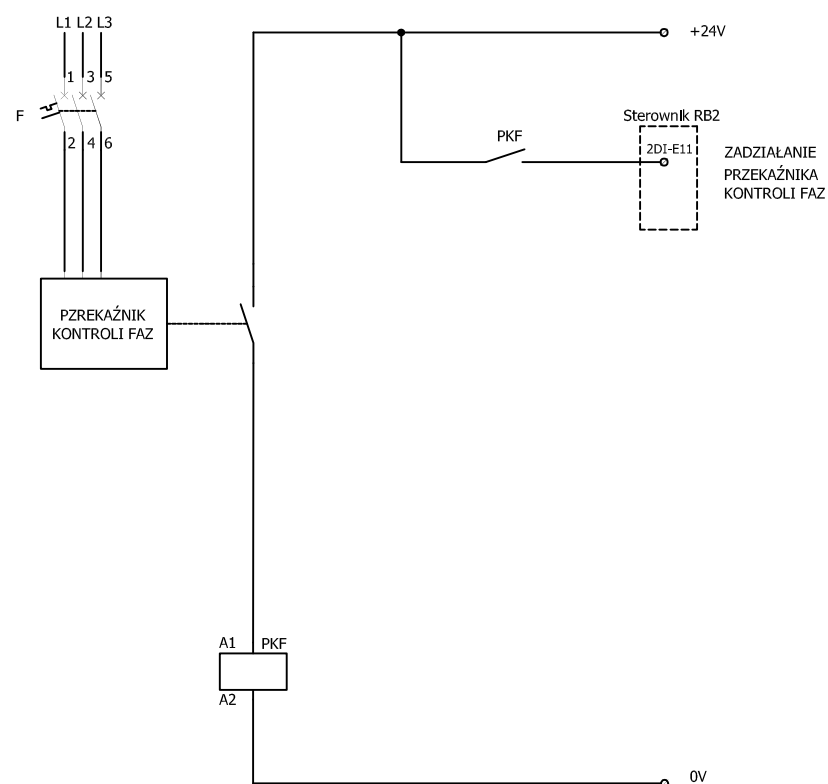 L1 L2 L3
1 3 5
F
2 4 6
PZREKAŹNIK
KONTROLI FAZ
+24V
PKF
Sterownik RB2
2DI-E11
ZADZIAŁANIE
PRZEKAŹNIKA
KONTROLI FAZ
A1 PKF
A2
0V